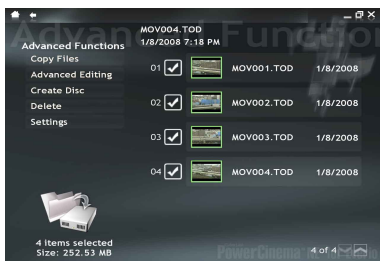 MOV004.TOD
1/8/2008 7:18 PM
Advanced Functions
Copy Files
Advanced Editing
Create Disc
Delete
Settings
01 MOV001.TOD 1/8/2008
02 MOV002.TOD 1/8/2008
03 MOV003.TOD 1/8/2008
04 MOV004.TOD 1/8/2008
4 items selected
Size: 252.53 MB
PowerCinema
4 of 4